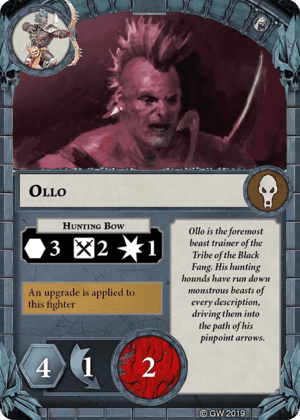 Ollo
Hunting Bow
3 2 1
An upgrade is applied to
this fighter
Ollo is the foremost
beast trainer of the
Tribe of the Black
Fang. His hunting
hounds have run down
monstrous beasts of
every description,
driving them into
the path of his
pinpoint arrows.
4 1 2
© GW 2019